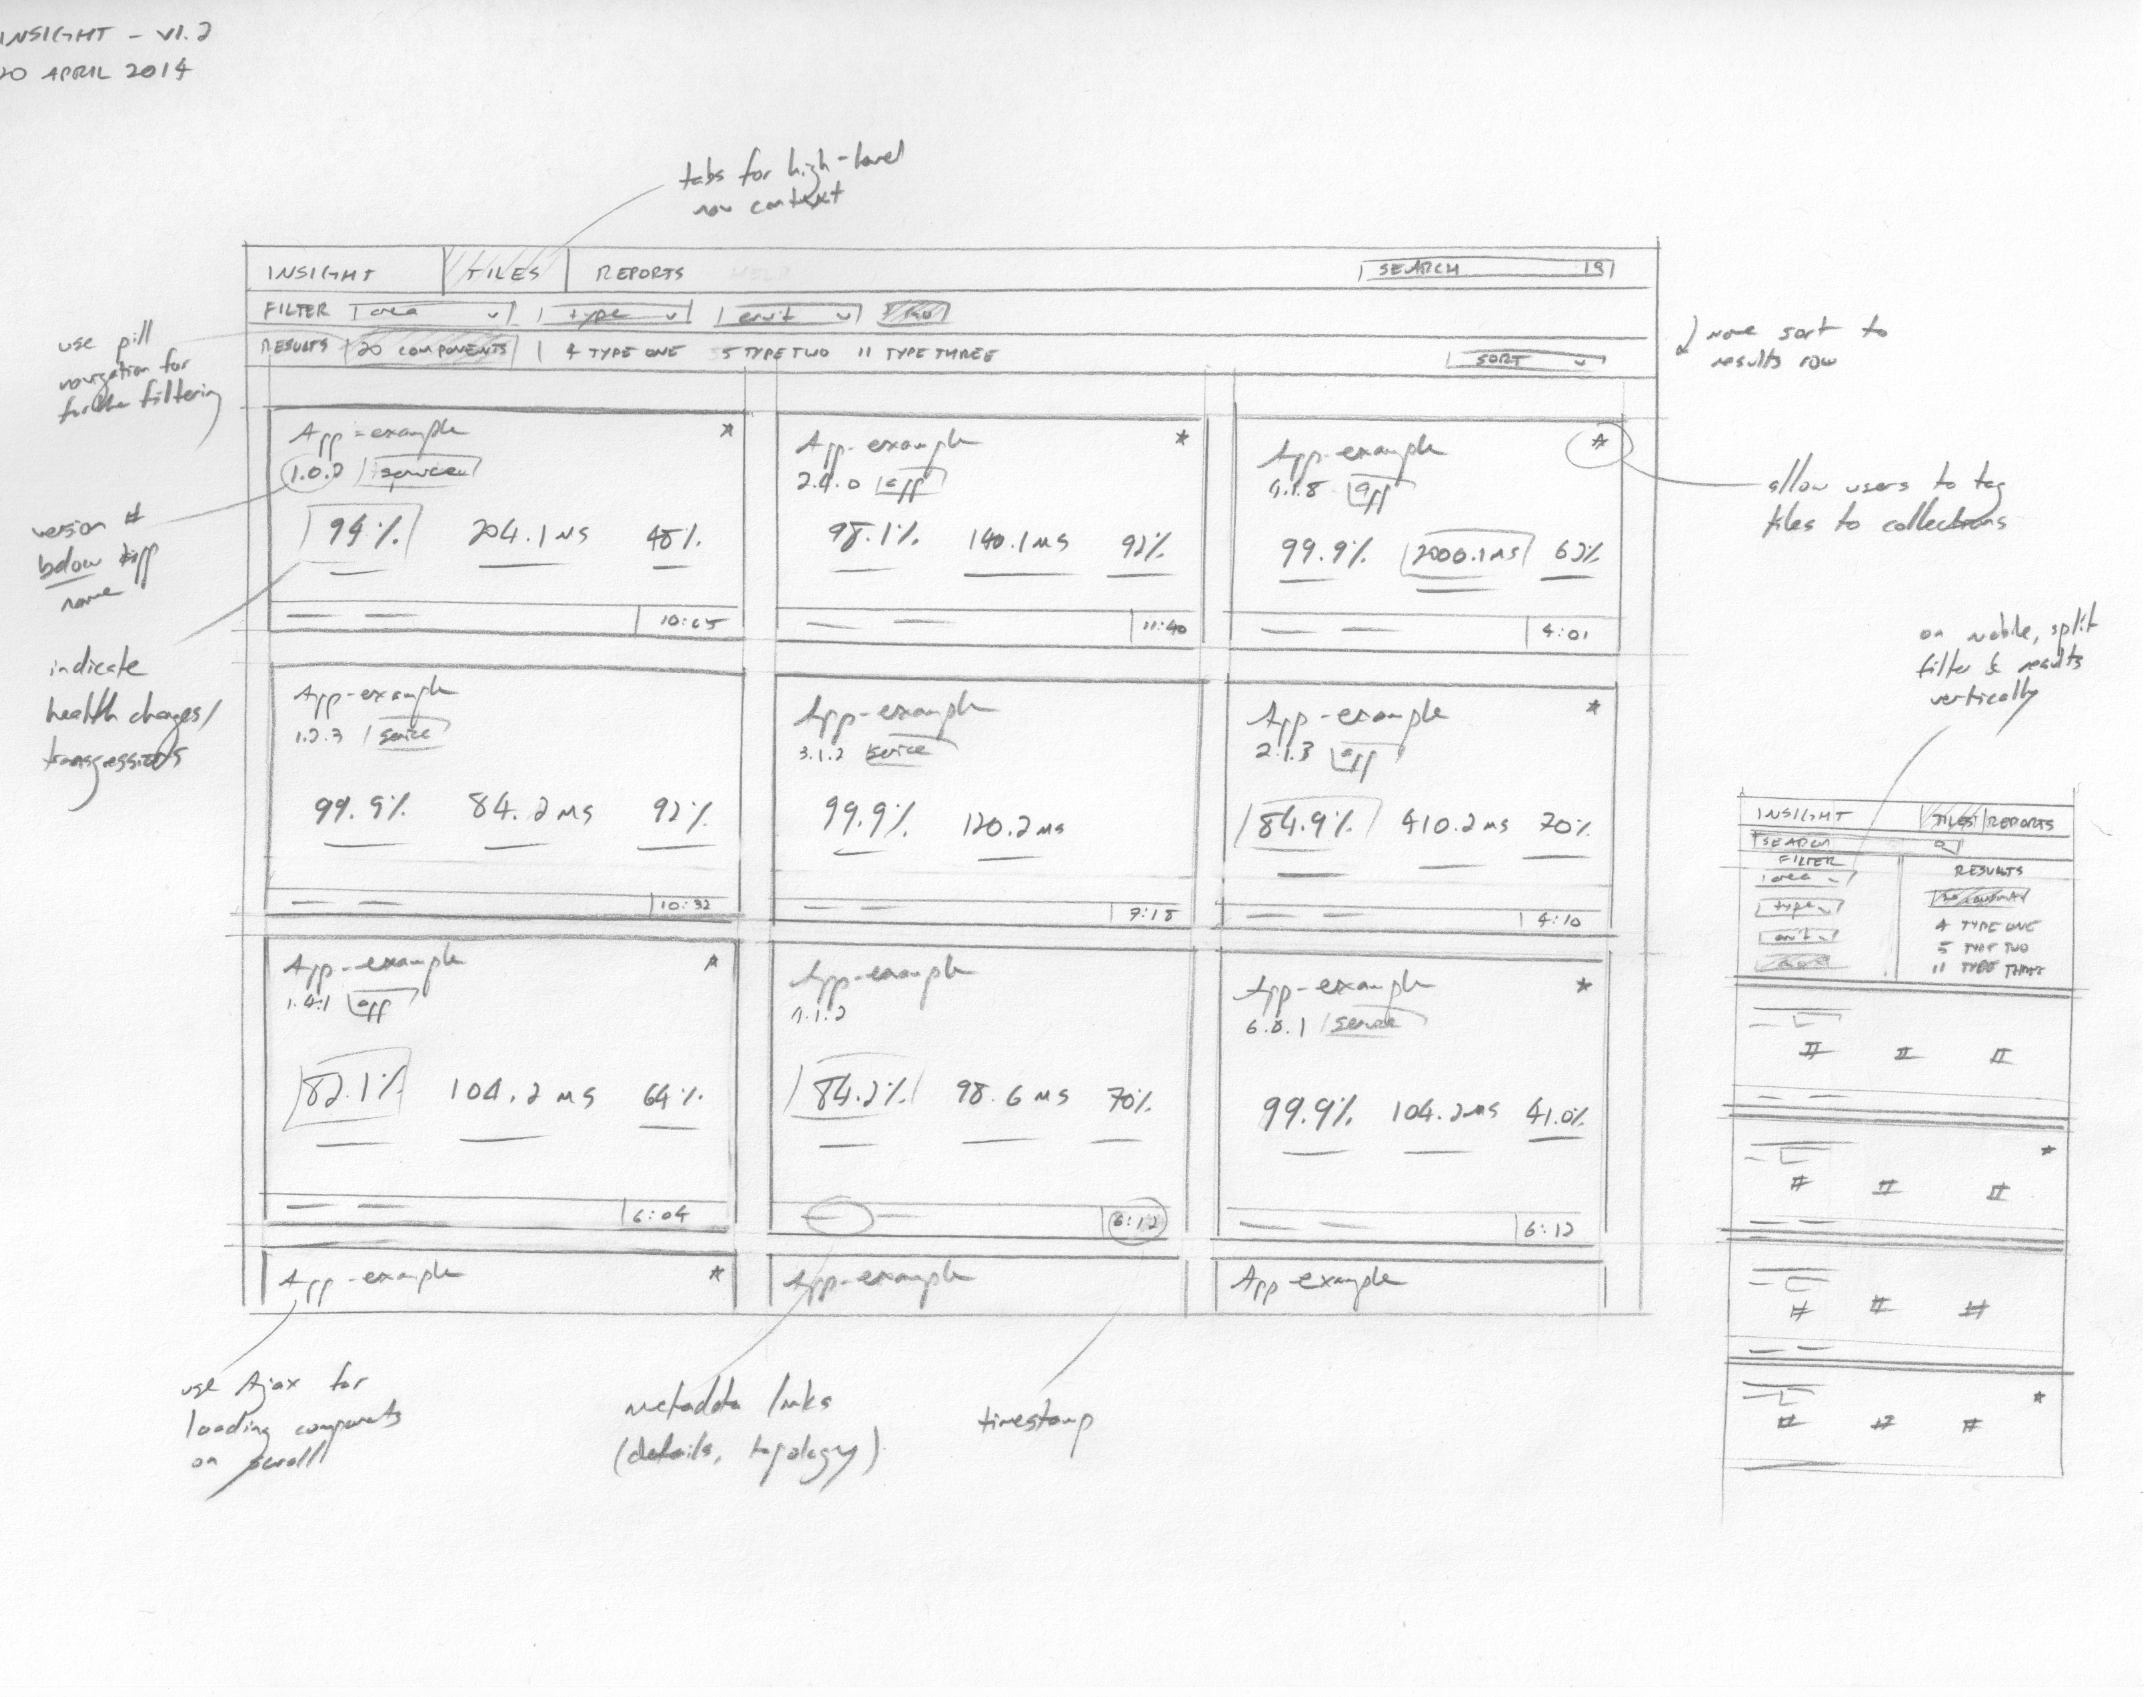 INSIGHT - V1.2
20 APRIL 2014
tabs for high-level
nav context
INSIGHT TILES REPORTS HELP SEARCH
FILTER area type envit GO
RESULTS 20 COMPONENTS 4 TYPE ONE 5 TYPE TWO 11 TYPE THREE SORT
use pill
navigation for
further filtering
move sort to
results row
App-example
1.0.2 service
94% 204.1 MS 48%
10:45
App-example
2.4.0 app
98.1% 140.1 MS 92%
11:40
App-example
1.1.8 app
99.9% 2000.1 MS 62%
4:01
allow users to tag
tiles to collections
version #
below app
name
indicate
health changes/
transgressions
App-example
1.2.3 service
99.9% 84.2 MS 92%
10:32
App-example
3.1.2 service
99.9% 120.2 MS
9:18
App-example
2.1.3 app
84.9% 410.2 MS 70%
4:10
on mobile, split
filter & results
vertically
App-example
1.4.1 app
82.1% 104.2 MS 64%
6:04
App-example
1.1.2
84.2% 98.6 MS 70%
6:12
App-example
6.8.1 service
99.9% 104.2 MS 41.0%
6:12
App-example
App-example
App-example
use Ajax for
loading components
on scroll
metadata links
(details, topology)
timestamp
INSIGHT TILES REPORTS
SEARCH
FILTER
area
type
envit
RESULTS
4 TYPE ONE
5 TYPE TWO
11 TYPE THREE
# # #
# # #
# # #
# # #